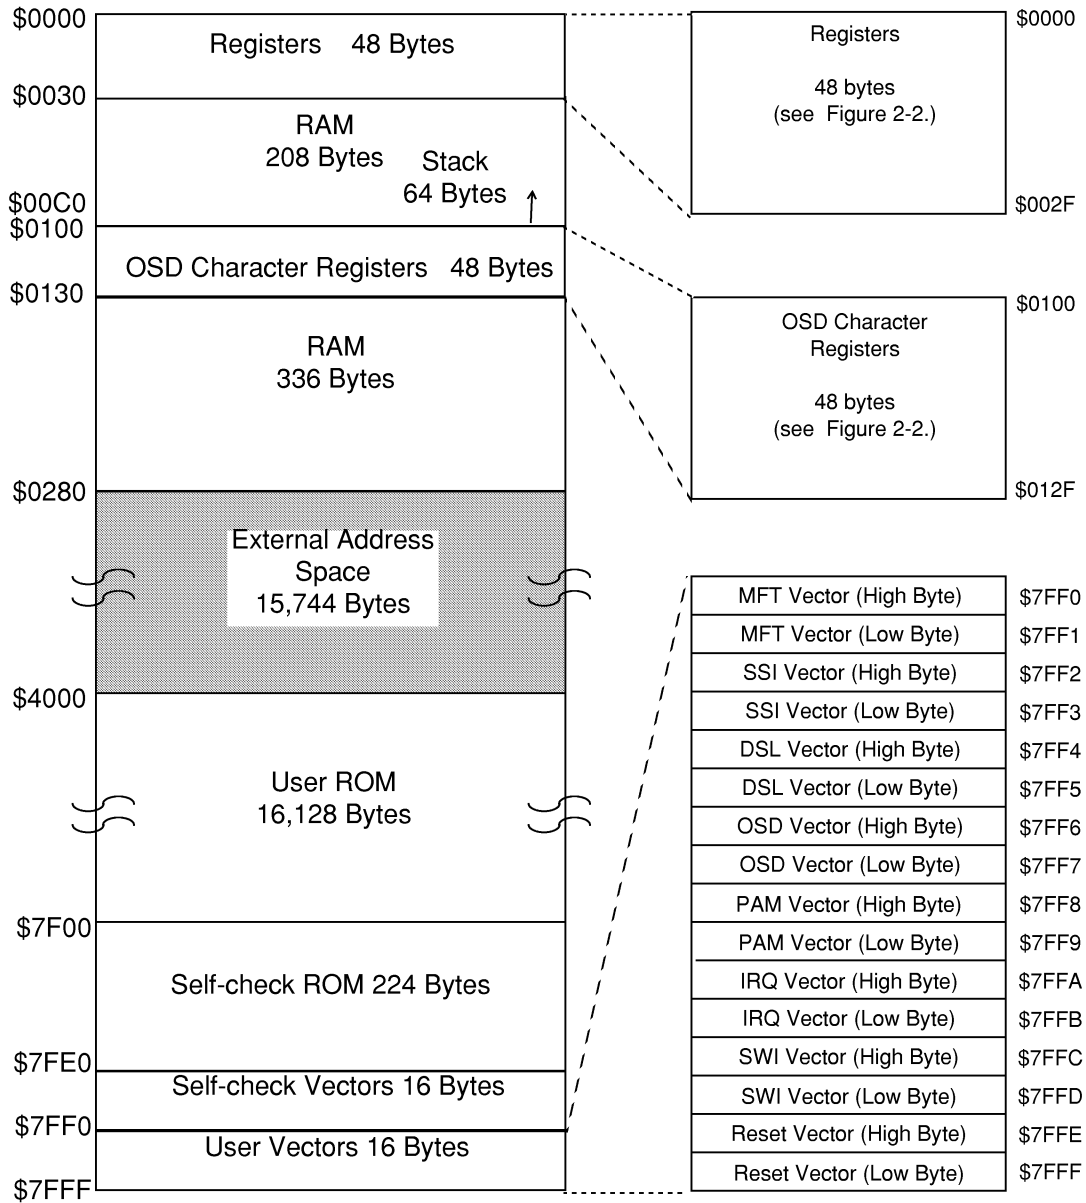 $0000
Registers 48 Bytes
$0030
RAM
208 Bytes
Stack
64 Bytes
$00C0
$0100
OSD Character Registers 48 Bytes
$0130
RAM
336 Bytes
$0280
External Address
Space
15,744 Bytes
$4000
User ROM
16,128 Bytes
$7F00
Self-check ROM 224 Bytes
$7FE0
Self-check Vectors 16 Bytes
$7FF0
User Vectors 16 Bytes
$7FFF
$0000
Registers
48 bytes
(see Figure 2-2.)
$002F
$0100
OSD Character
Registers
48 bytes
(see Figure 2-2.)
$012F
MFT Vector (High Byte) $7FF0
MFT Vector (Low Byte) $7FF1
SSI Vector (High Byte) $7FF2
SSI Vector (Low Byte) $7FF3
DSL Vector (High Byte) $7FF4
DSL Vector (Low Byte) $7FF5
OSD Vector (High Byte) $7FF6
OSD Vector (Low Byte) $7FF7
PAM Vector (High Byte) $7FF8
PAM Vector (Low Byte) $7FF9
IRQ Vector (High Byte) $7FFA
IRQ Vector (Low Byte) $7FFB
SWI Vector (High Byte) $7FFC
SWI Vector (Low Byte) $7FFD
Reset Vector (High Byte) $7FFE
Reset Vector (Low Byte) $7FFF